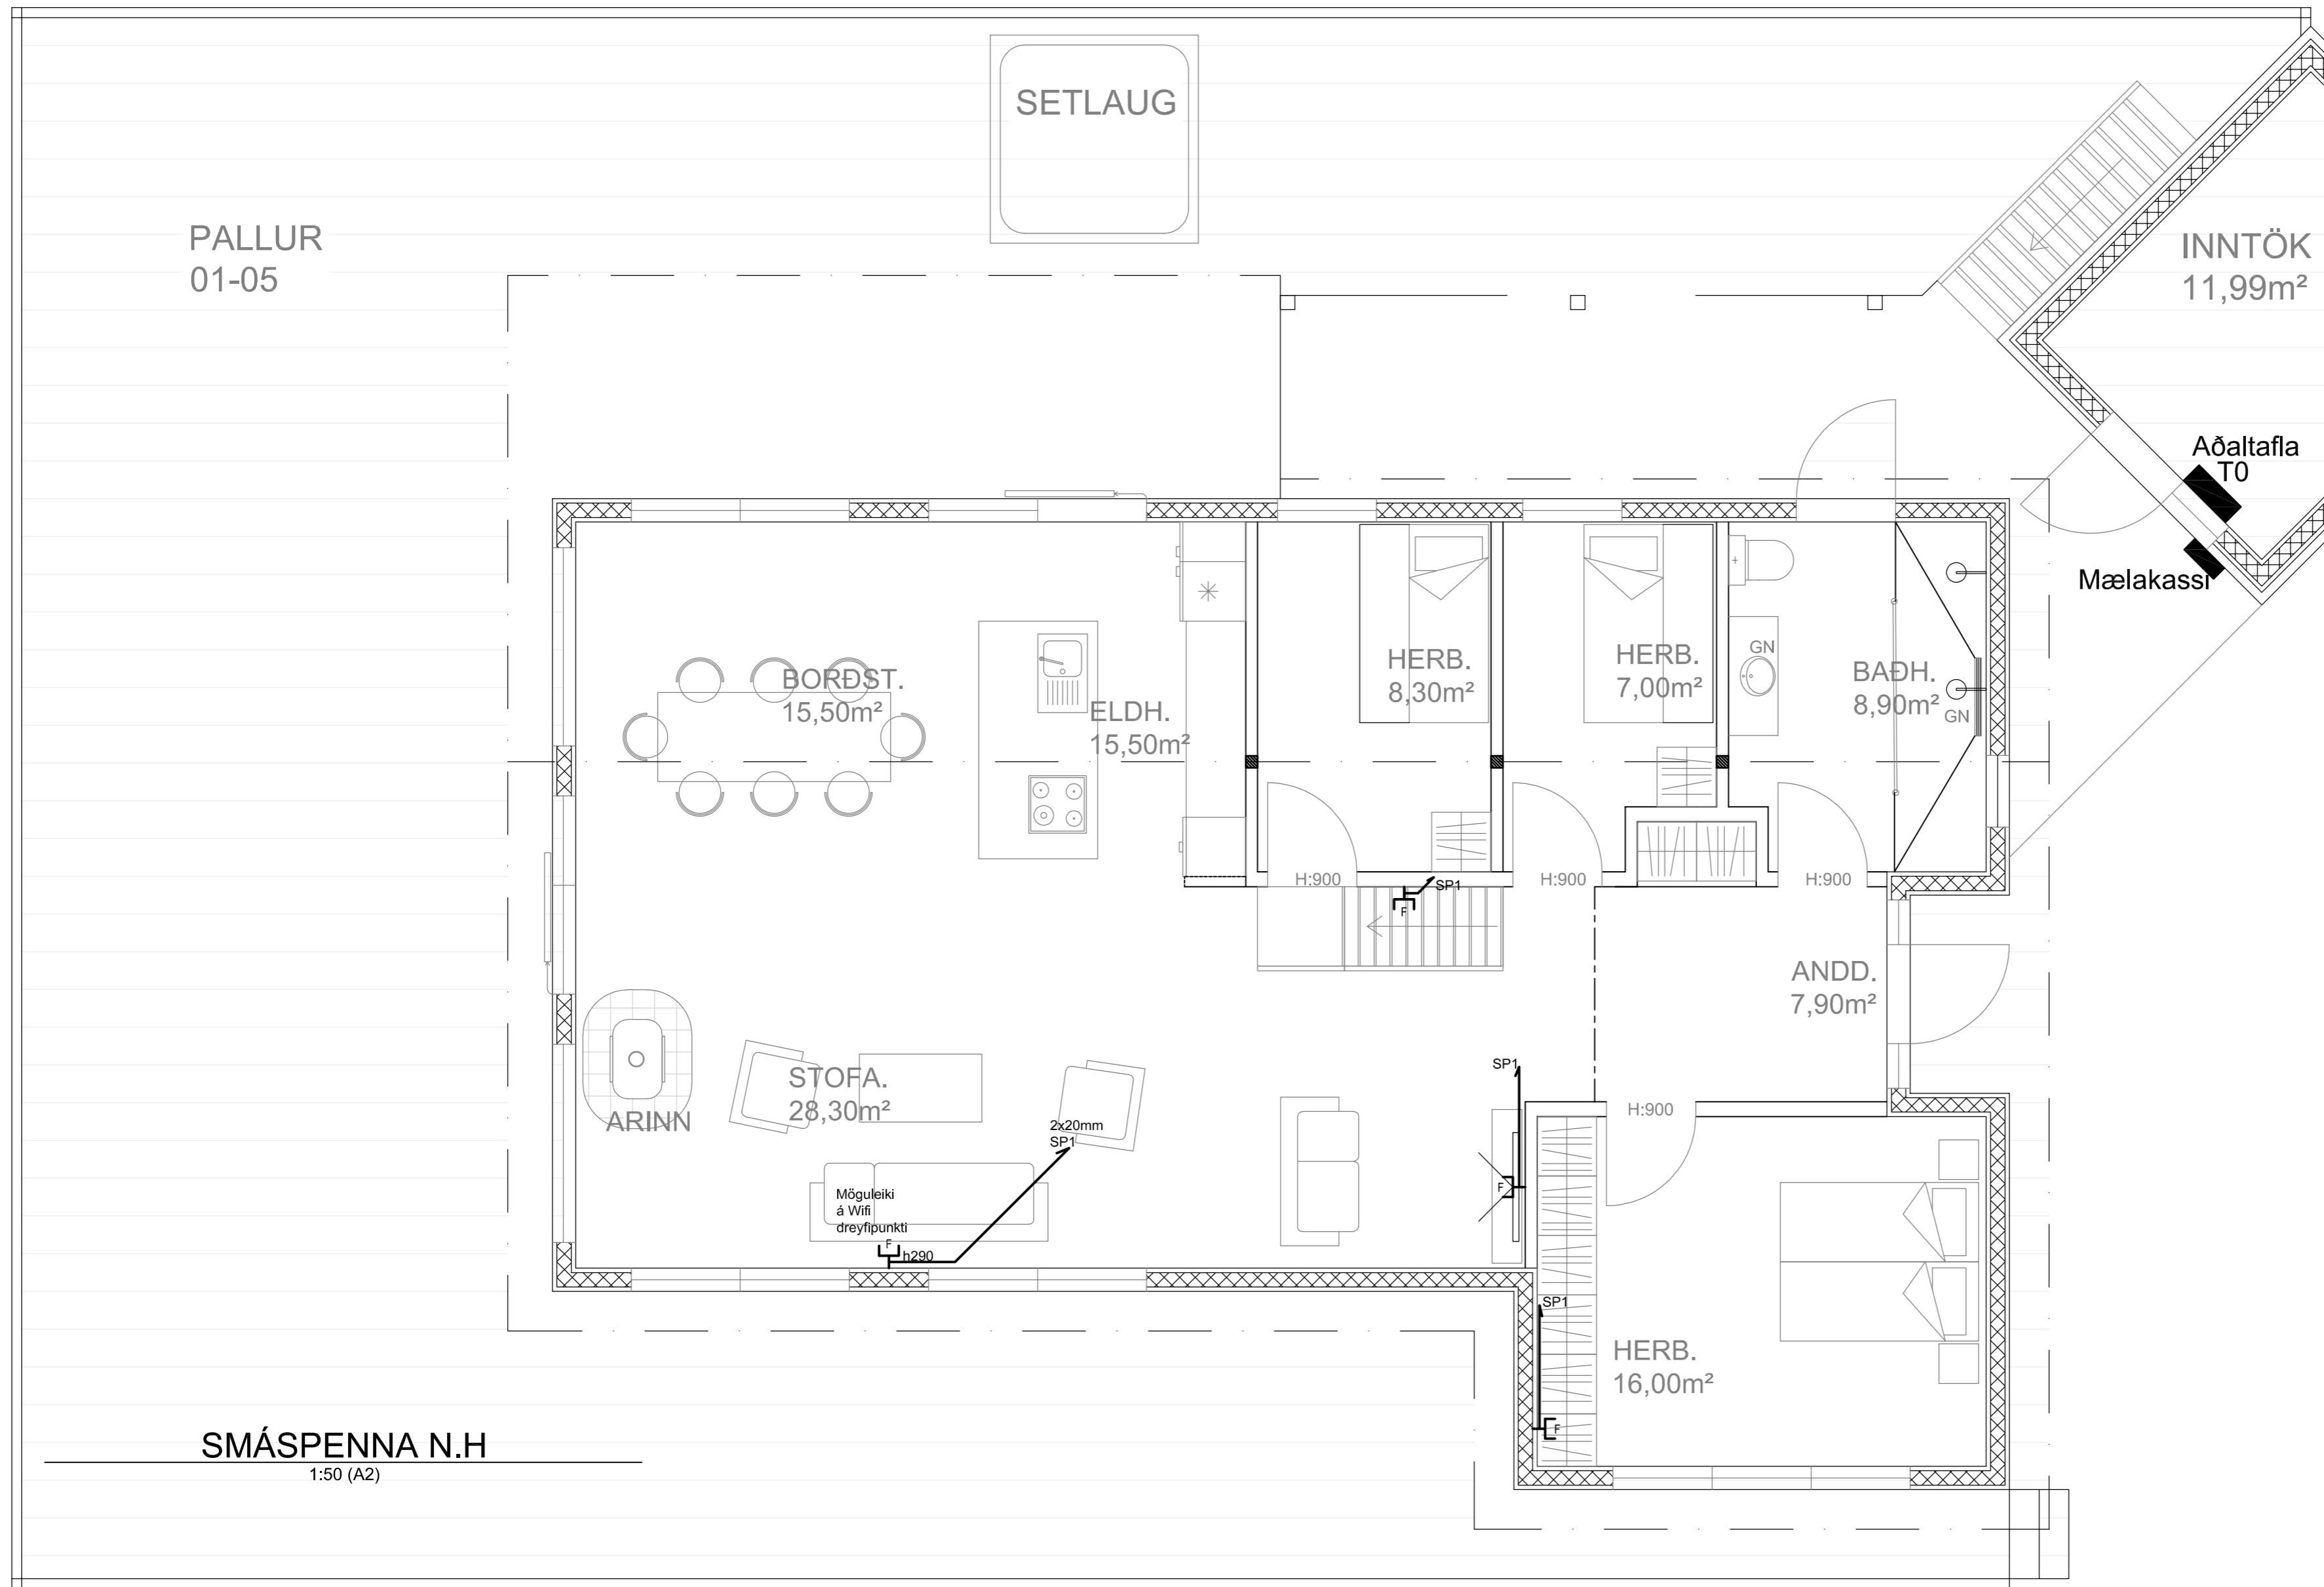 SETLAUG
PALLUR
01-05
INNTÖK
11,99m²
Aðaltafla
T0
Mælakassi
BORÐST.
15,50m²
ELDH.
15,50m²
HERB.
8,30m²
HERB.
7,00m²
GN
BAÐH.
8,90m²
GN
H:900
SP1
F
H:900
H:900
ANDD.
7,90m²
STOFA.
28,30m²
ARINN
2x20mm
SP1
SP1
F
H:900
Möguleiki
á Wifi
dreyfipunkti
F
h290
SP1
F
HERB.
16,00m²
SMÁSPENNA N.H
1:50 (A2)